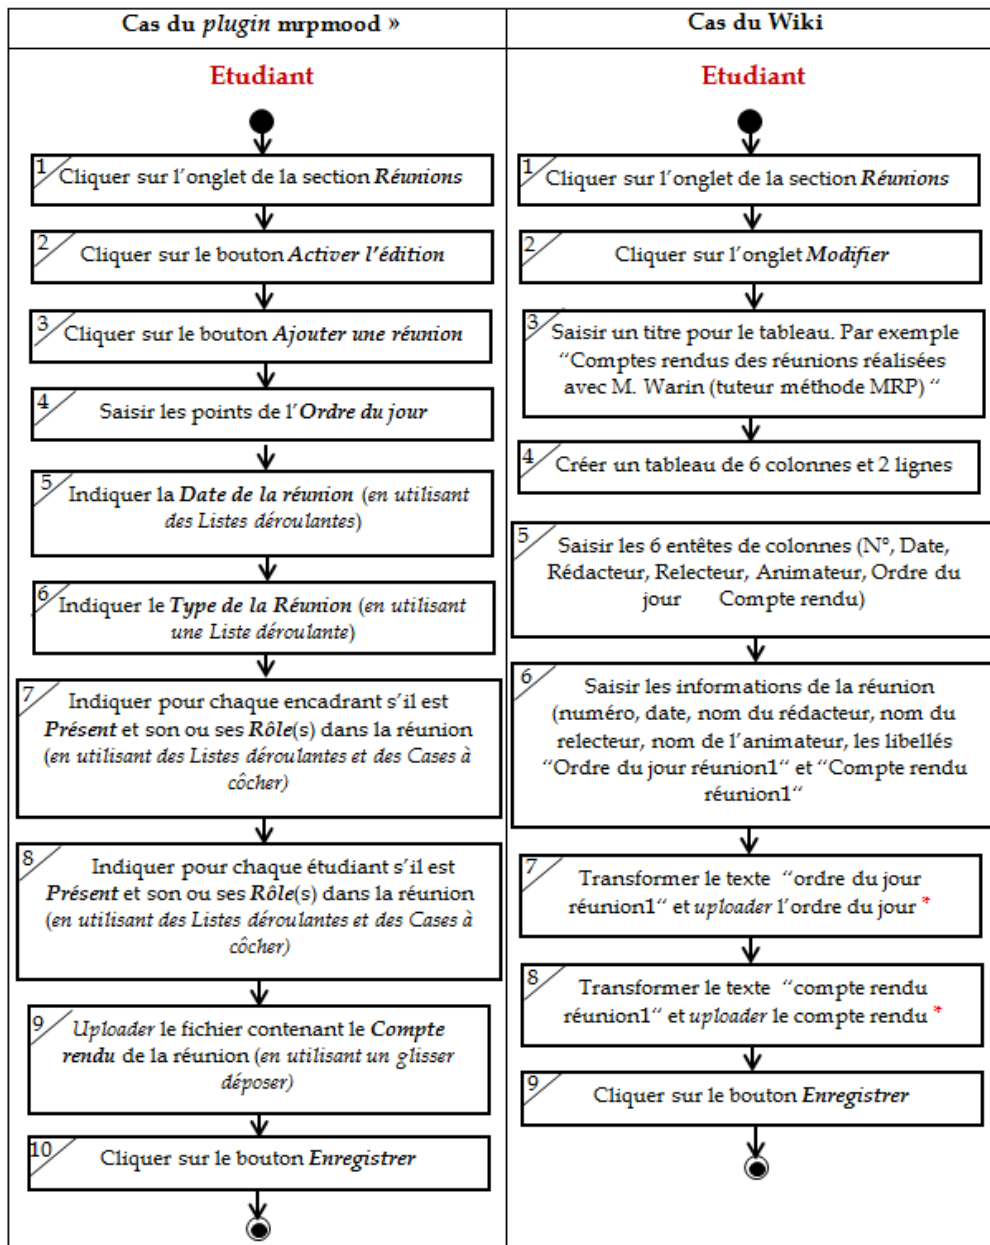 Cas du plugin mrpmood »
Etudiant
1
Cliquer sur l'onglet de la section Réunions
2
Cliquer sur le bouton Activer l'édition
3
Cliquer sur le bouton Ajouter une réunion
4
Saisir les points de l'Ordre du jour
5
Indiquer la Date de la réunion (en utilisant
des Listes déroulantes)
6
Indiquer le Type de la Réunion (en utilisant
une Liste déroulante)
7
Indiquer pour chaque encadrant s'il est
Présent et son ou ses Rôle(s) dans la réunion
(en utilisant des Listes déroulantes et des Cases à
côcher)
8
Indiquer pour chaque étudiant s'il est
Présent et son ou ses Rôle(s) dans la réunion
(en utilisant des Listes déroulantes et des Cases à
côcher)
9
Uploader le fichier contenant le Compte
rendu de la réunion (en utilisant un glisser
déposer)
10
Cliquer sur le bouton Enregistrer
Cas du Wiki
Etudiant
1
Cliquer sur l'onglet de la section Réunions
2
Cliquer sur l'onglet Modifier
3
Saisir un titre pour le tableau. Par exemple
"Comptes rendus des réunions réalisées
avec M. Warin (tuteur méthode MRP) "
4
Créer un tableau de 6 colonnes et 2 lignes
5
Saisir les 6 entêtes de colonnes (N°, Date,
Rédacteur, Relecteur, Animateur, Ordre du
jour Compte rendu)
6
Saisir les informations de la réunion
(numéro, date, nom du rédacteur, nom du
relecteur, nom de l'animateur, les libellés
"Ordre du jour réunion1" et "Compte rendu
réunion1"
7
Transformer le texte "ordre du jour
réunion1" et uploader l'ordre du jour *
8
Transformer le texte "compte rendu
réunion1" et uploader le compte rendu *
9
Cliquer sur le bouton Enregistrer